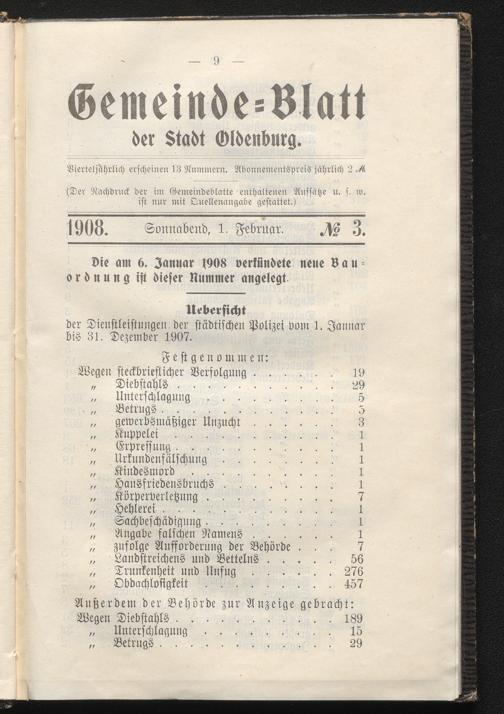 — 9 —
Gemeinde=Blatt
der Stadt Oldenburg.
Vierteljährlich erscheinen 13 Nummern. Abonnementspreis jährlich 2 ℳ
(Der Nachdruck der im Gemeindeblatte enthaltenen Aufsätze u. s. w.
ist nur mit Quellenangabe gestattet.)
1908. Sonnabend, 1. Februar. № 3.
Die am 6. Januar 1908 verkündete neue Bau=
ordnung ist dieser Nummer angelegt.
Uebersicht
der Dienstleistungen der städtischen Polizei vom 1. Januar
bis 31. Dezember 1907.
Festgenommen:
Wegen steckbrieflicher Verfolgung . . . . . . 19
„ Diebstahls . . . . . . . . . . . 29
„ Unterschlagung . . . . . . . . . 5
„ Betrugs . . . . . . . . . . . . 5
„ gewerbsmäßiger Unzucht . . . . . . 3
„ Kuppelei . . . . . . . . . . . 1
„ Erpressung . . . . . . . . . . 1
„ Urkundenfälschung . . . . . . . . 1
„ Kindesmord . . . . . . . . . . 1
„ Hausfriedensbruchs . . . . . . . . 1
„ Körperverletzung . . . . . . . . . 7
„ Hehlerei . . . . . . . . . . . 1
„ Sachbeschädigung . . . . . . . . . 1
„ Angabe falschen Namens . . . . . . 1
„ zufolge Aufforderung der Behörde . . . 7
„ Landstreichens und Bettelns . . . . . 56
„ Trunkenheit und Unfug . . . . . . . 276
„ Obdachlosigkeit . . . . . . . . . 457
Außerdem der Behörde zur Anzeige gebracht:
Wegen Diebstahls . . . . . . . . . . . 189
„ Unterschlagung . . . . . . . . . 15
„ Betrugs . . . . . . . . . . . . 29